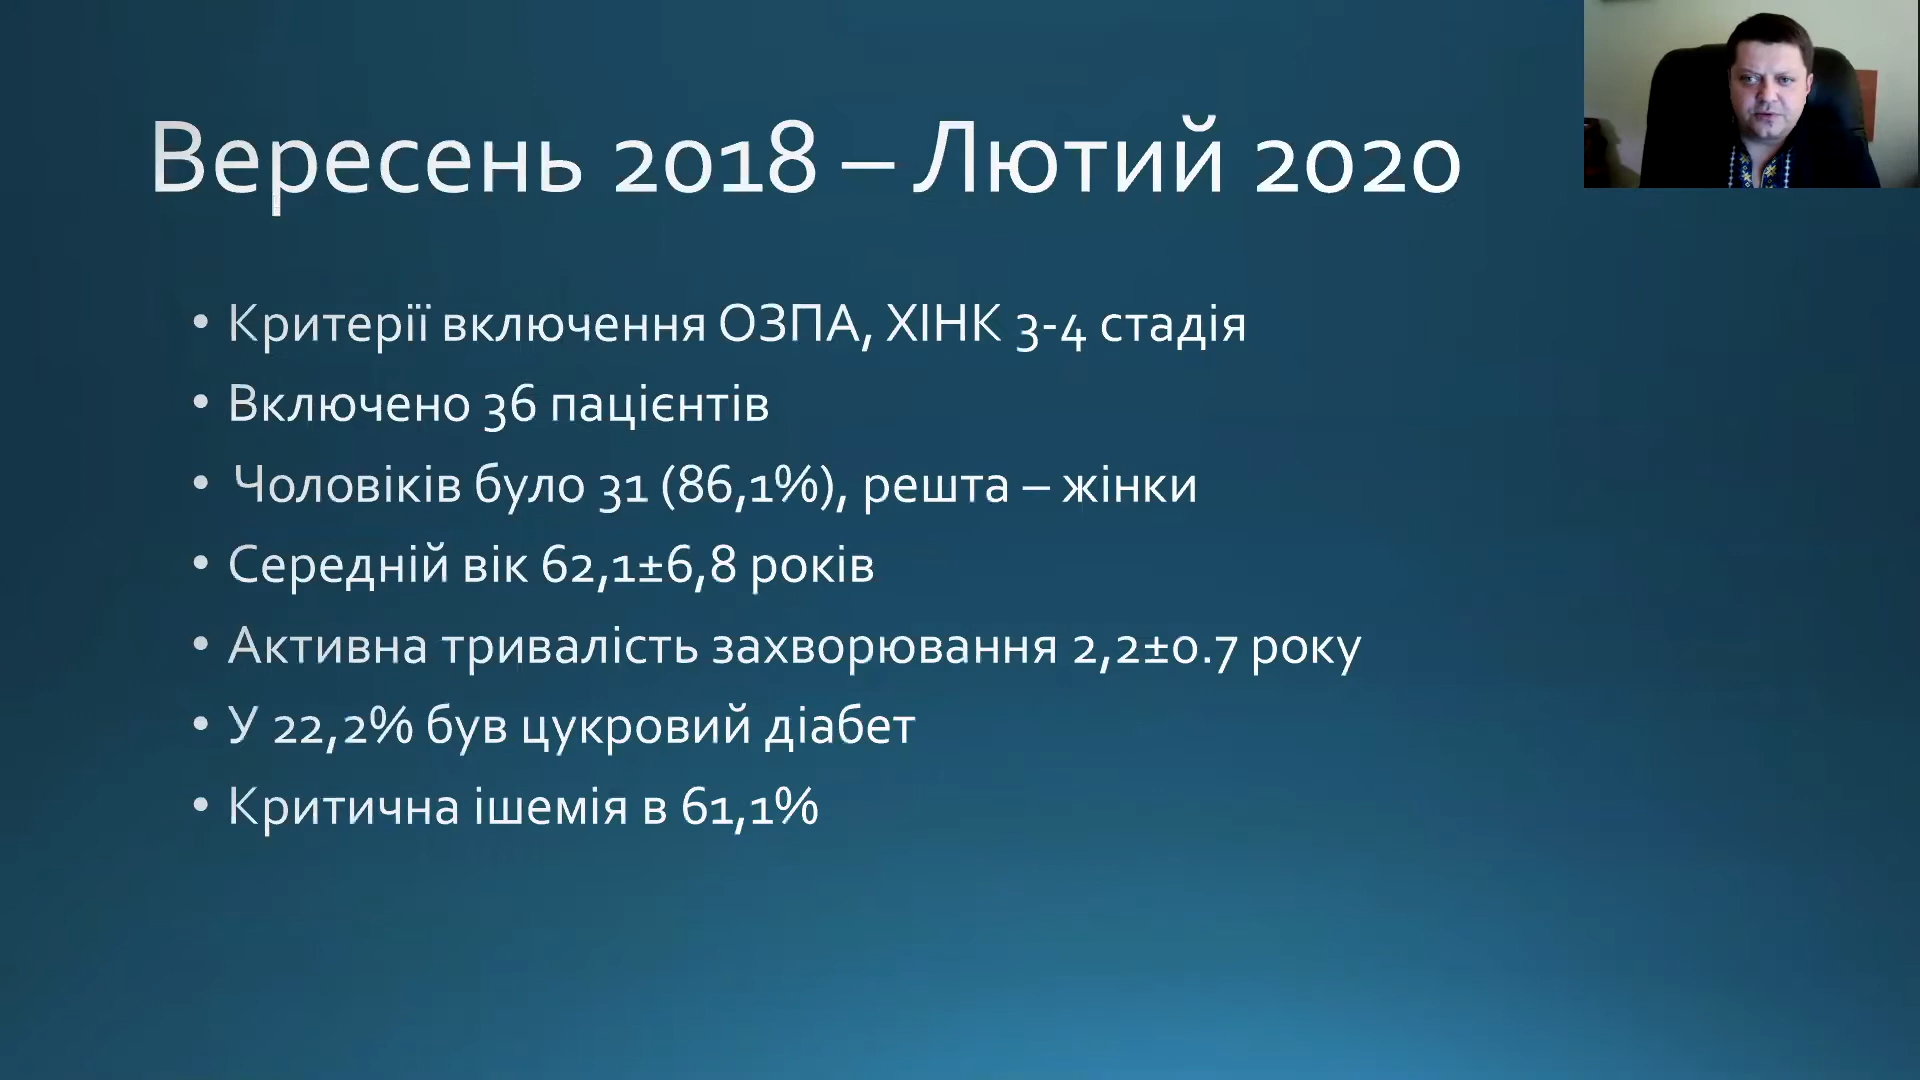 Вересень 2018 – Лютий 2020
• Критерії включення ОЗПА, ХІНК 3-4 стадія
• Включено 36 пацієнтів
• Чоловіків було 31 (86,1%), решта – жінки
• Середній вік 62,1±6,8 років
• Активна тривалість захворювання 2,2±0.7 року
• У 22,2% був цукровий діабет
• Критична ішемія в 61,1%